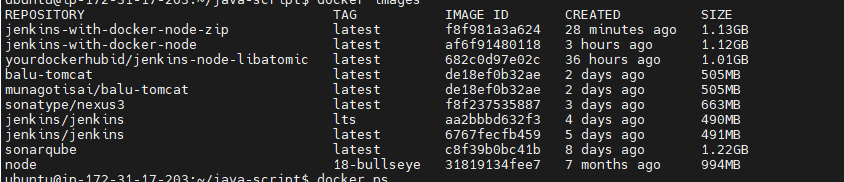 ubuntu@ip-172-31-17-203:~/java-script$ docker images
REPOSITORY TAG IMAGE ID CREATED SIZE
jenkins-with-docker-node-zip latest f8f981a3a624 28 minutes ago 1.13GB
jenkins-with-docker-node latest af6f91480118 3 hours ago 1.12GB
yourdockerhubid/jenkins-node-libatomic latest 682c0d97e02c 36 hours ago 1.01GB
balu-tomcat latest de18ef0b32ae 2 days ago 505MB
munagotisai/balu-tomcat latest de18ef0b32ae 2 days ago 505MB
sonatype/nexus3 latest f8f237535887 3 days ago 663MB
jenkins/jenkins lts aa2bbbd632f3 4 days ago 490MB
jenkins/jenkins latest 6767fecfb459 5 days ago 491MB
sonarqube latest c8f39b0bc41b 8 days ago 1.22GB
node 18-bullseye 31819134fee7 7 months ago 994MB
ubuntu@ip-172-31-17-203:~/java-script$ docker ps